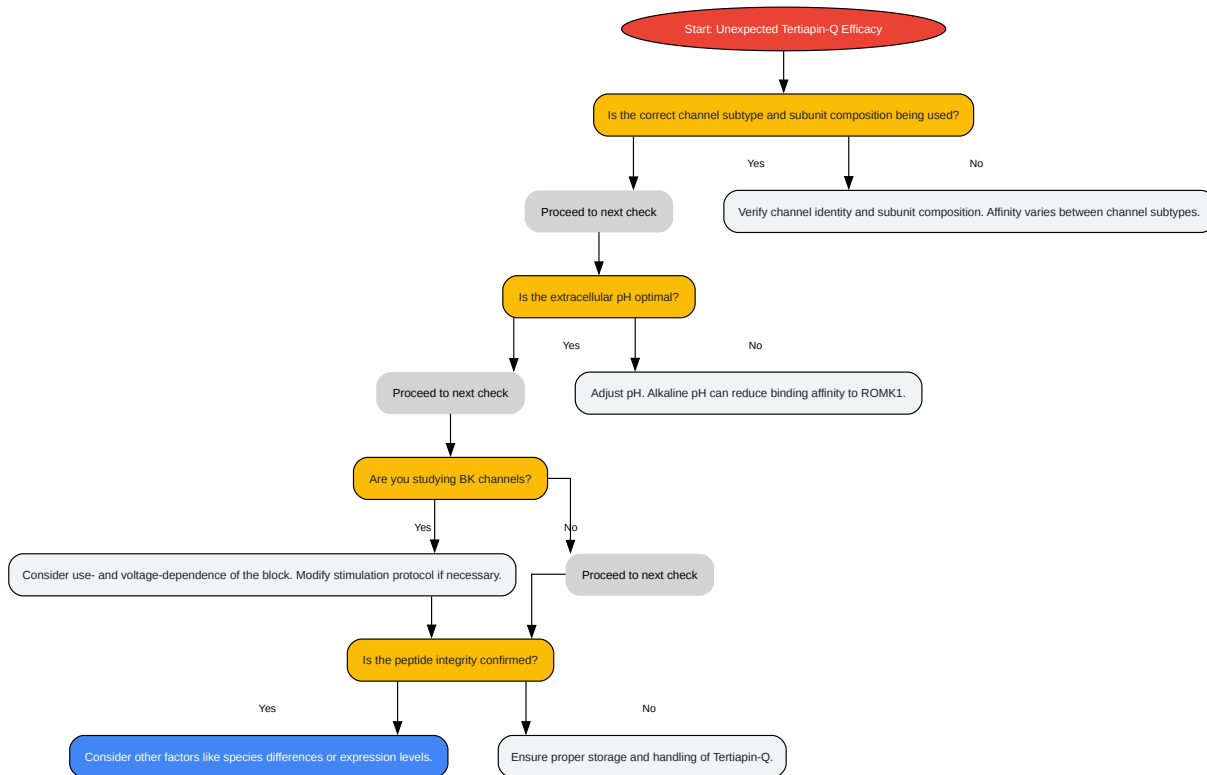 Start: Unexpected Tertiapin-Q Efficacy
Is the correct channel subtype and subunit composition being used?
Yes
No
Proceed to next check
Verify channel identity and subunit composition. Affinity varies between channel subtypes.
Is the extracellular pH optimal?
Yes
No
Proceed to next check
Adjust pH. Alkaline pH can reduce binding affinity to ROMK1.
Are you studying BK channels?
Yes
No
Consider use- and voltage-dependence of the block. Modify stimulation protocol if necessary.
Proceed to next check
Is the peptide integrity confirmed?
Yes
No
Consider other factors like species differences or expression levels.
Ensure proper storage and handling of Tertiapin-Q.